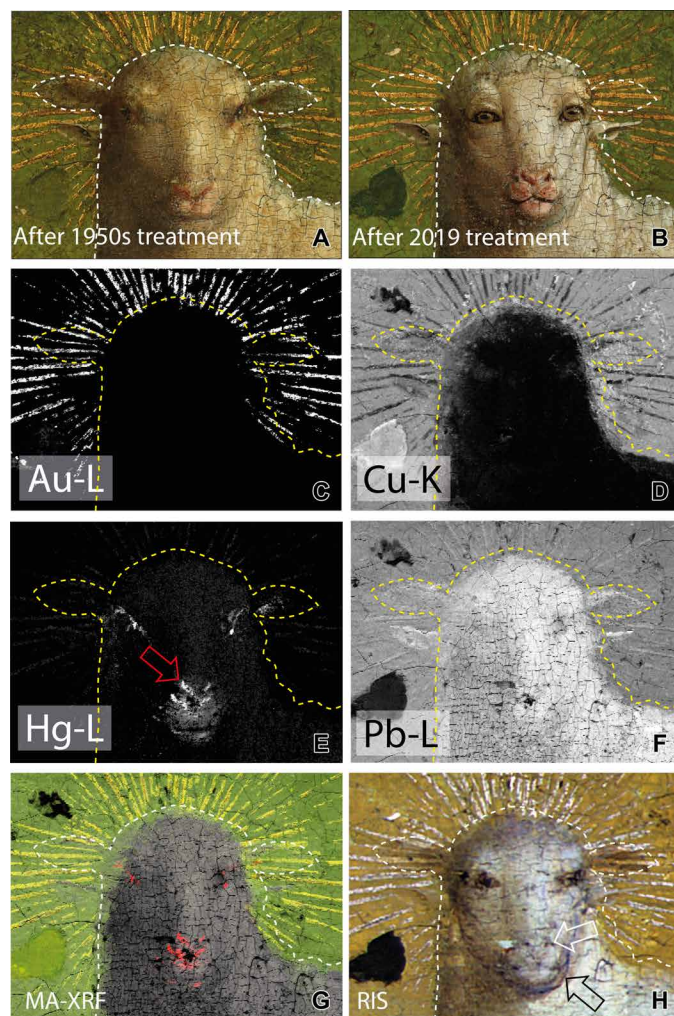 After 1950s treatment
A
After 2019 treatment
B
Au-L
C
Cu-K
D
Hg-L
E
Pb-L
F
MA-XRF
G
RIS
H